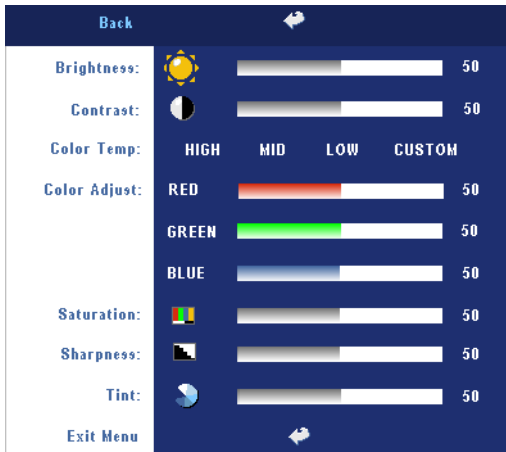 Back
Brightness: 50
Contrast: 50
Color Temp: HIGH MID LOW CUSTOM
Color Adjust: RED 50
GREEN 50
BLUE 50
Saturation: 50
Sharpness: 50
Tint: 50
Exit Menu